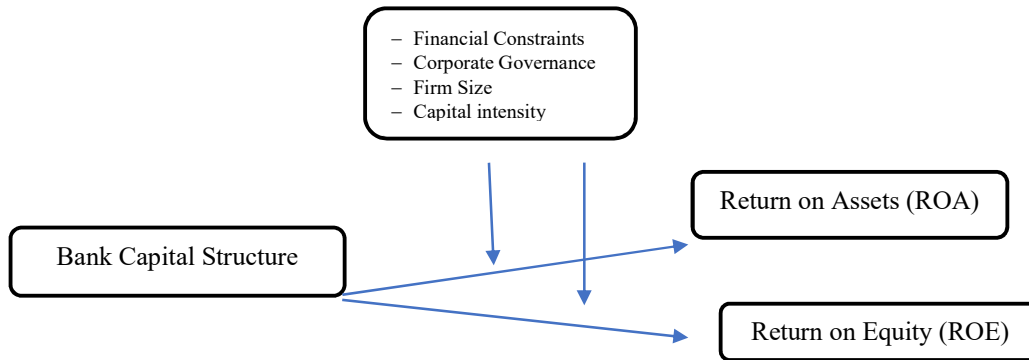 – Financial Constraints
– Corporate Governance
– Firm Size
– Capital intensity
Return on Assets (ROA)
Bank Capital Structure
Return on Equity (ROE)